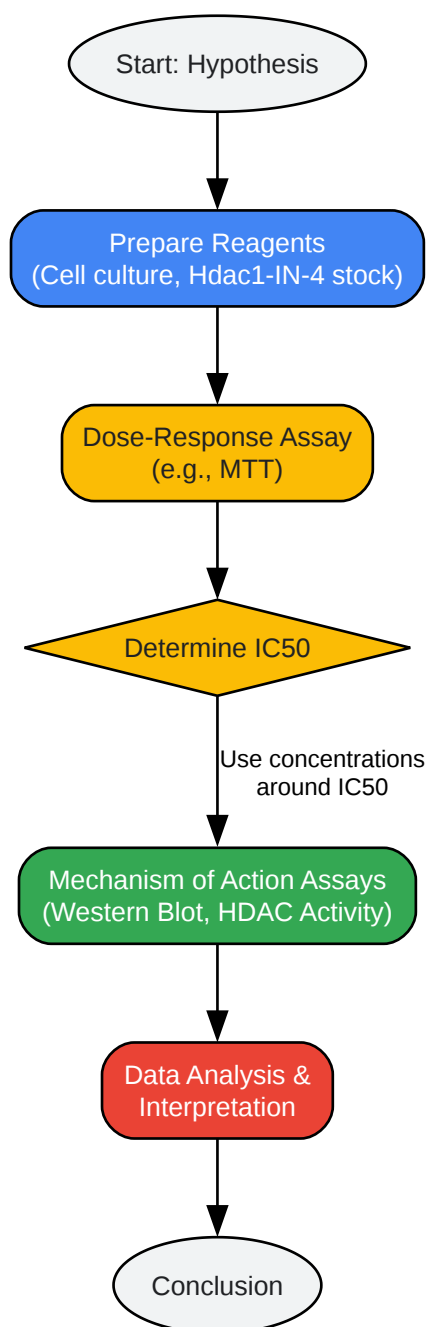 Start: Hypothesis
Prepare Reagents
(Cell culture, Hdac1-IN-4 stock)
Dose-Response Assay
(e.g., MTT)
Determine IC50
Use concentrations
around IC50
Mechanism of Action Assays
(Western Blot, HDAC Activity)
Data Analysis &
Interpretation
Conclusion